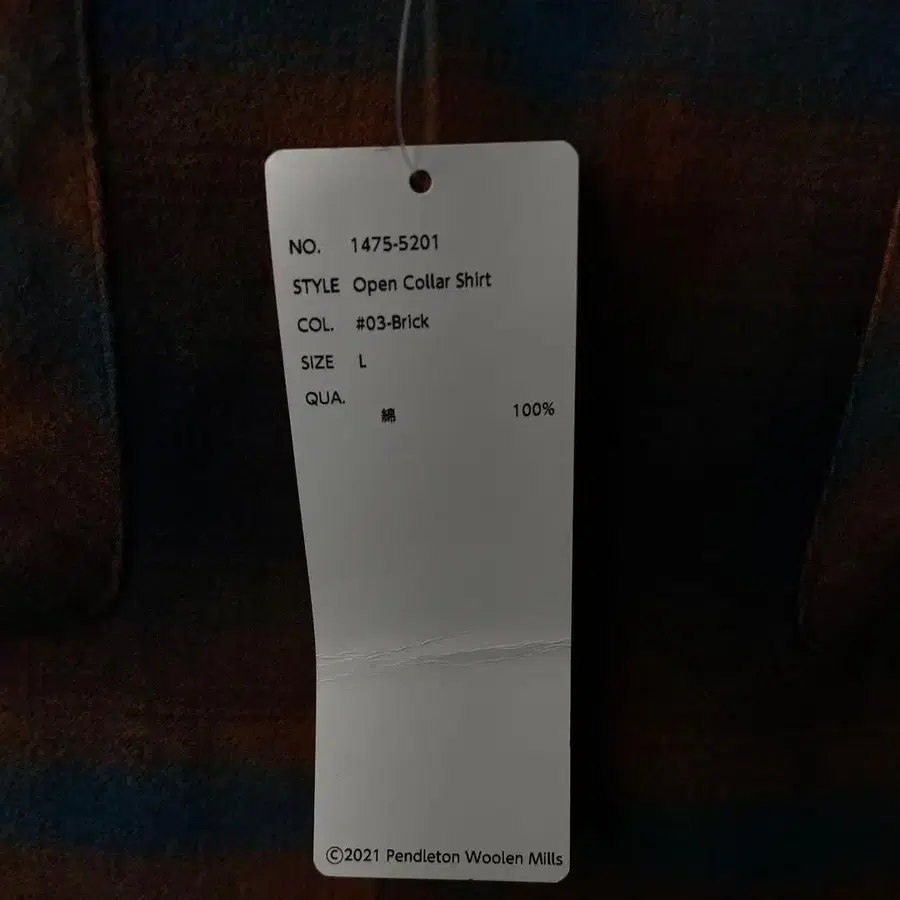 NO. 1475-5201
STYLE Open Collar Shirt
COL. #03-Brick
SIZE L
QUA.
綿 100%
©2021 Pendleton Woolen Mills